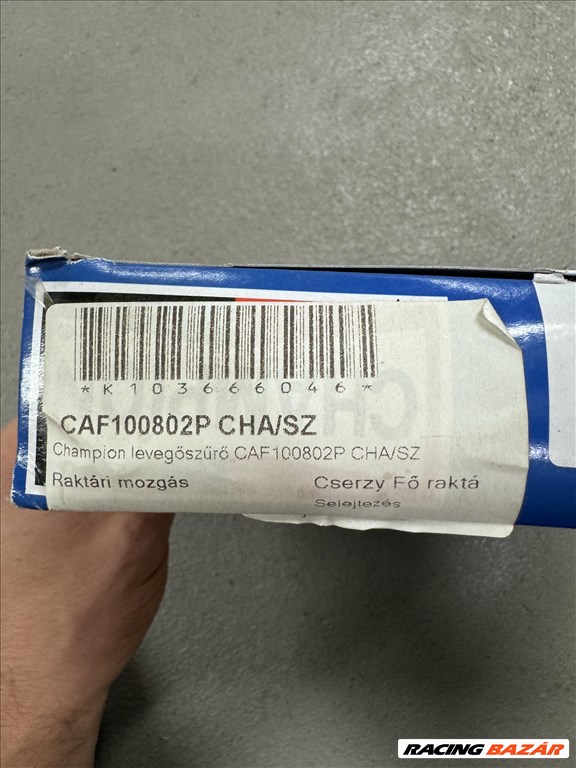 *K103666046*
CAF100802P CHA/SZ
Champion levegőszűrő CAF100802P CHA/SZ
Raktári mozgás Cserzy Fő raktá
Selejtezés
RACING BAZÁR